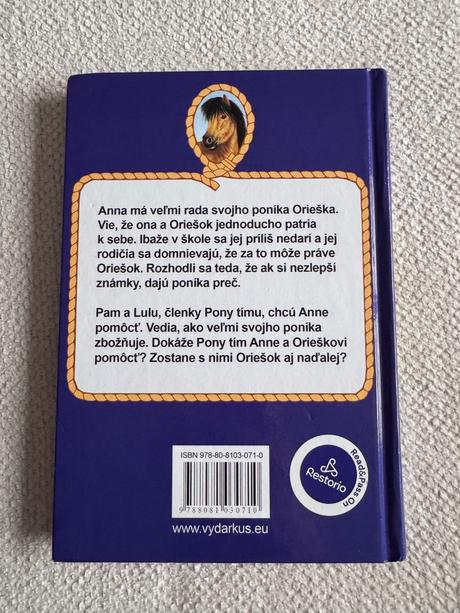 Anna má veľmi rada svojho poníka Orieška.
Vie, že ona a Oriešok jednoducho patria
k sebe. Ibaže v škole sa jej príliš nedarí a jej
rodičia sa domnievajú, že za to môže práve
Oriešok. Rozhodli sa teda, že ak si nezlepší
známky, dajú poníka preč.
Pam a Lulu, členky Pony tímu, chcú Anne
pomôcť. Vedia, ako veľmi svojho poníka
zbožňuje. Dokáže Pony tím Anne a Orieškovi
pomôcť? Zostane s nimi Oriešok aj naďalej?
ISBN 978-80-8103-071-0
9788081030710
www.vydarkus.eu
Restorio
Read&Pass On